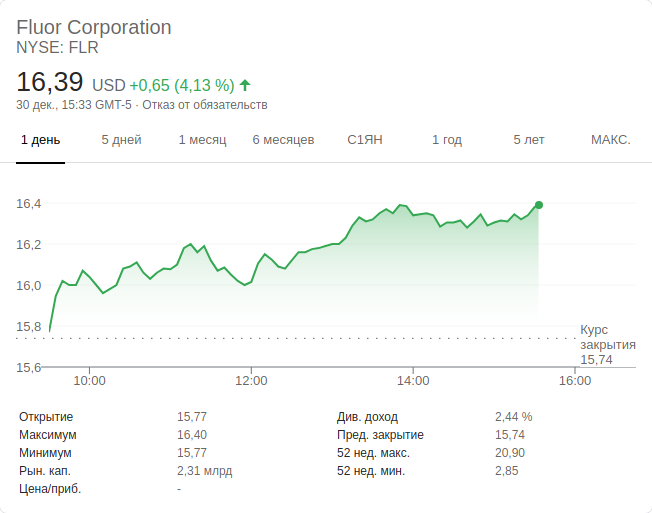 Fluor Corporation
NYSE: FLR
16,39 USD +0,65 (4,13 %)
30 дек., 15:33 GMT-5 · Отказ от обязательств
1 день 5 дней 1 месяц 6 месяцев С1ЯН 1 год 5 лет МАКС.
16,4
16,2
16,0
15,8
Курс
закрытия
15,74
15,6
10:00 12:00 14:00 16:00
Открытие 15,77 Див. доход 2,44 %
Максимум 16,40 Пред. закрытие 15,74
Минимум 15,77 52 нед. макс. 20,90
Рын. кап. 2,31 млрд 52 нед. мин. 2,85
Цена/приб. -